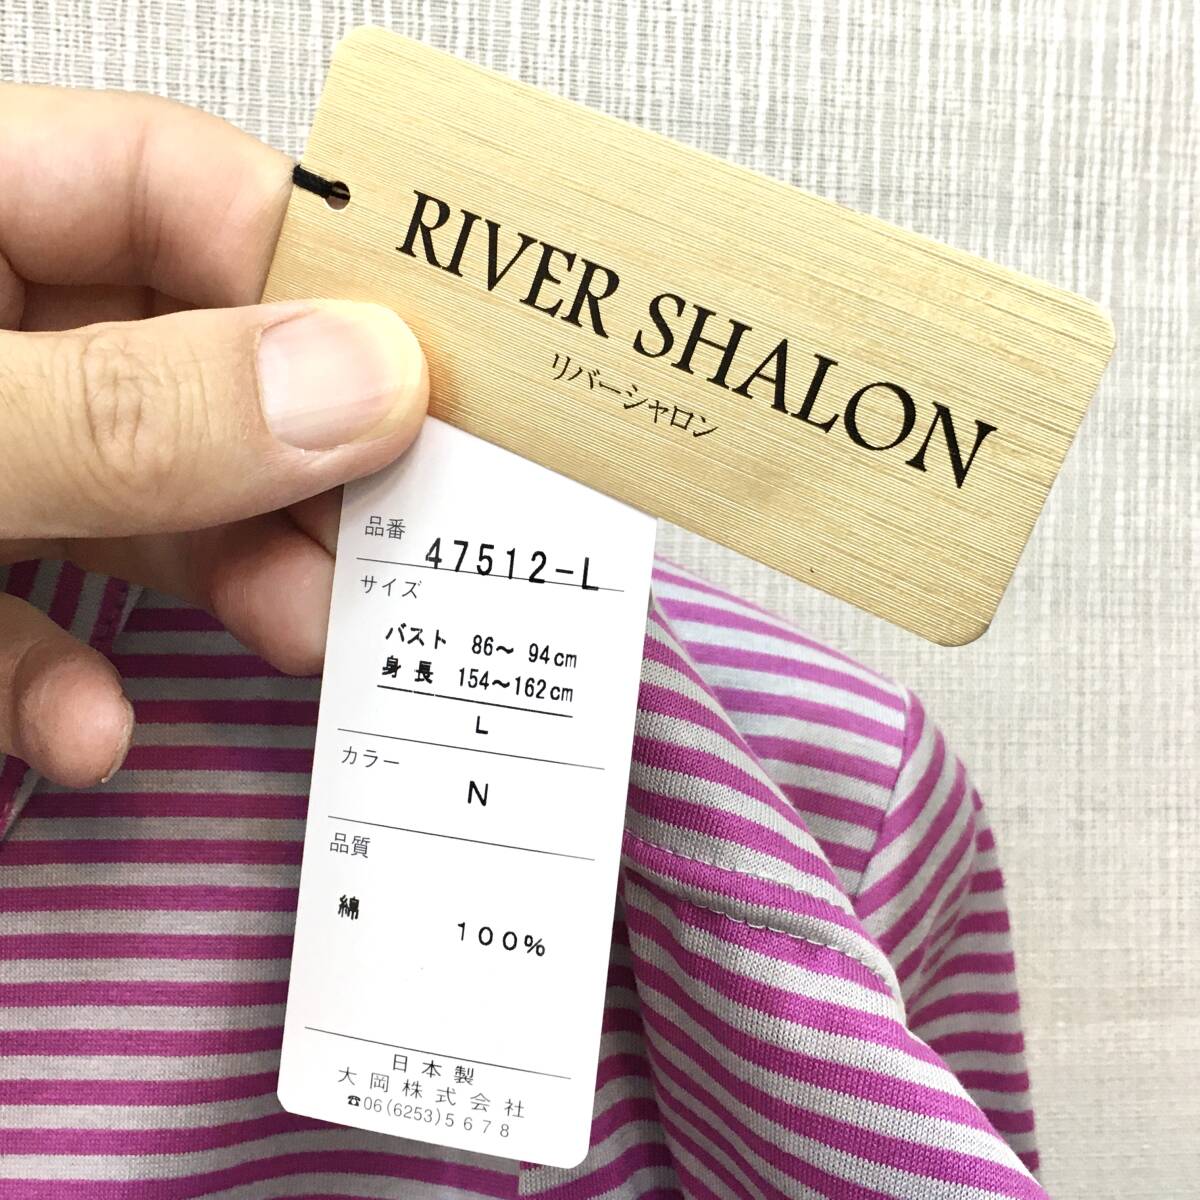 RIVER SHALON
リバーシャロン
品番 47512-L
サイズ
バスト 86～ 94cm
身長 154～162cm
L
カラー
N
品質
綿 100%
日本製
大岡株式会社
☎06(6253)5678